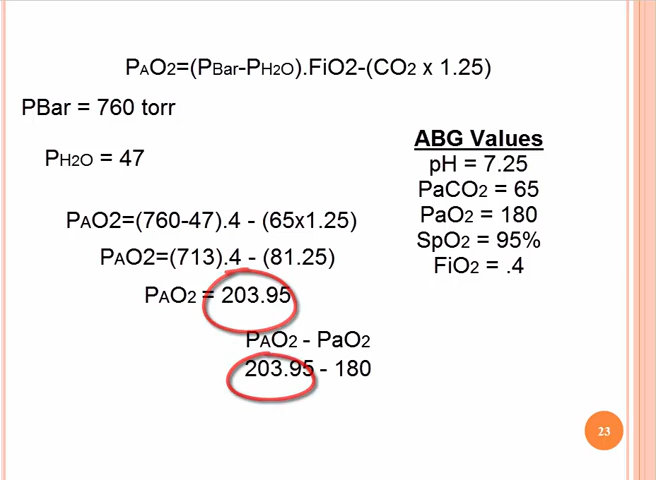 PAO2=(PBar-PH2O).FiO2-(CO2 x 1.25)
PBar = 760 torr
PH2O = 47
ABG Values
pH = 7.25
PaCO2 = 65
PaO2 = 180
SpO2 = 95%
FiO2 = .4
PAO2=(760-47).4 - (65x1.25)
PAO2=(713).4 - (81.25)
PAO2 = 203.95
PAO2 - PaO2
203.95 - 180
23